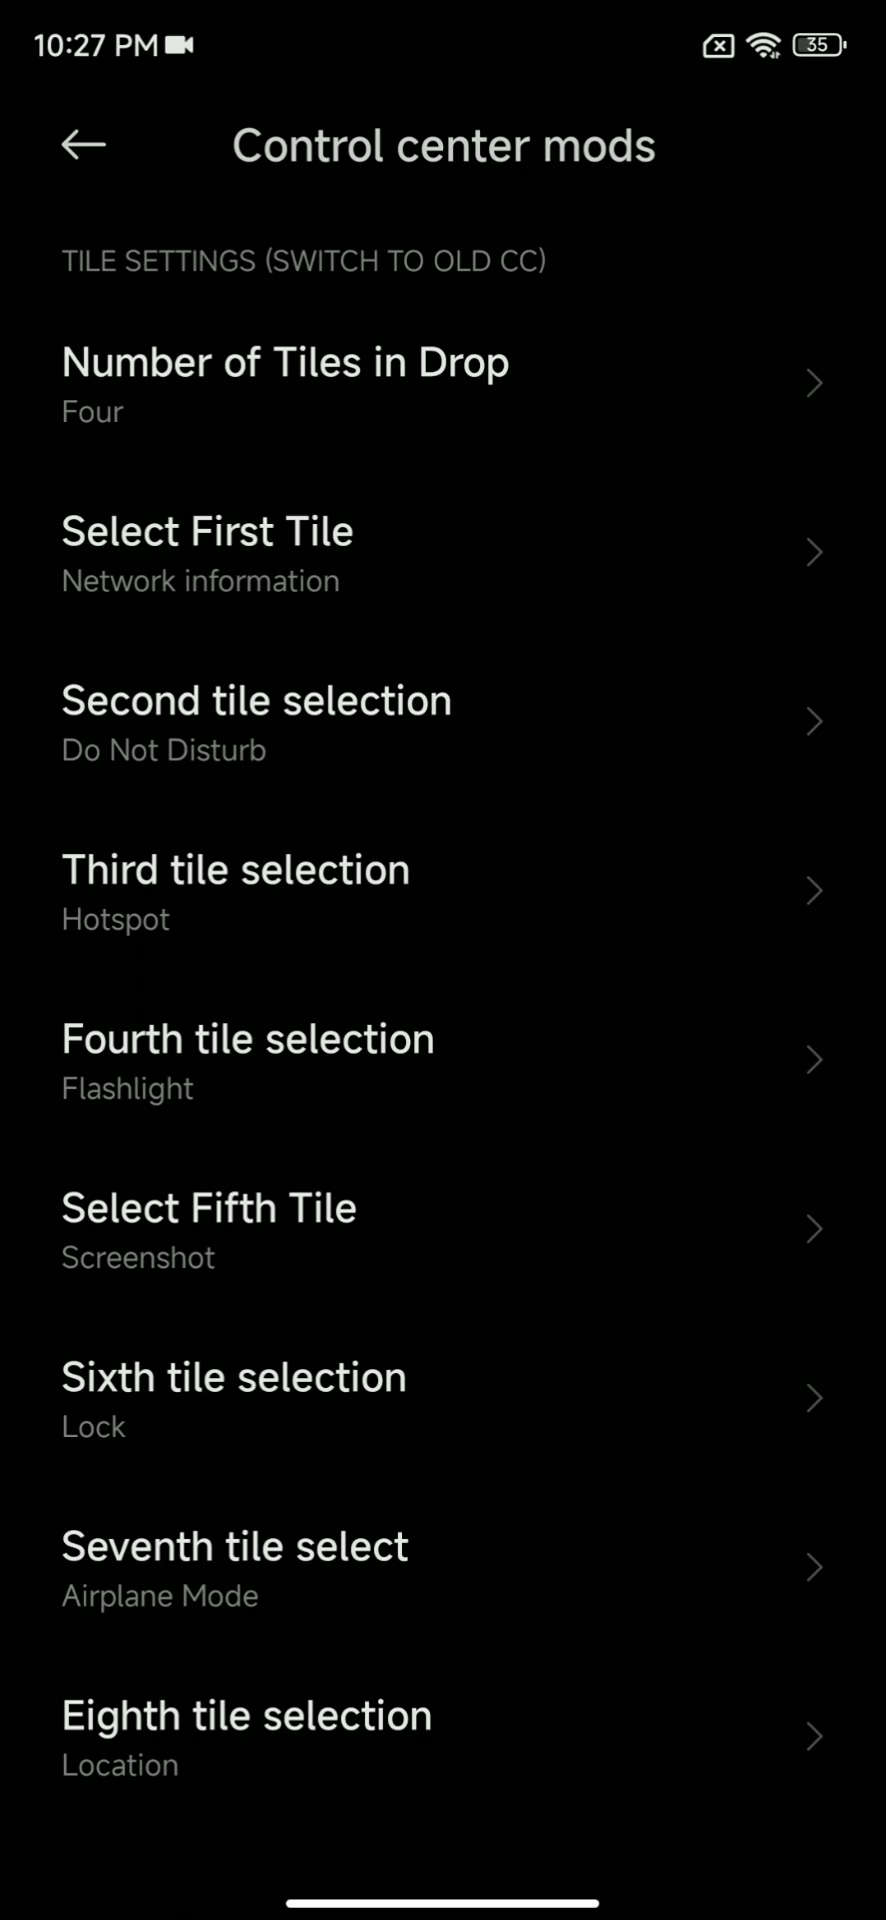 10:27 PM
35
Control center mods
TILE SETTINGS (SWITCH TO OLD CC)
Number of Tiles in Drop
Four
Select First Tile
Network information
Second tile selection
Do Not Disturb
Third tile selection
Hotspot
Fourth tile selection
Flashlight
Select Fifth Tile
Screenshot
Sixth tile selection
Lock
Seventh tile select
Airplane Mode
Eighth tile selection
Location